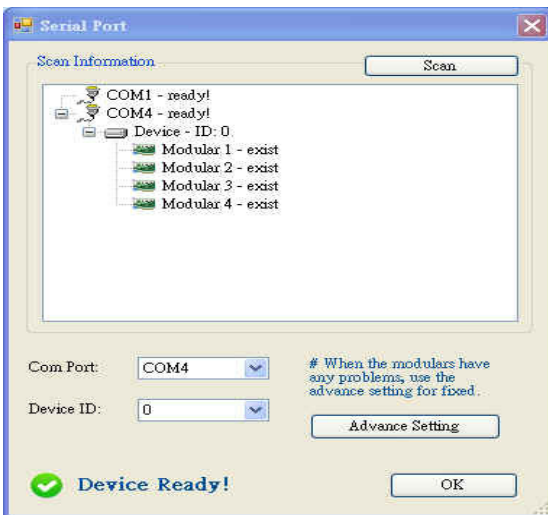 Serial Port
Scan Information
Scan
COM1 - ready!
COM4 - ready!
Device - ID: 0
Modular 1 - exist
Modular 2 - exist
Modular 3 - exist
Modular 4 - exist
Com Port:
COM4
# When the modulars have
any problems, use the
advance setting for fixed.
Device ID:
0
Advance Setting
Device Ready!
OK